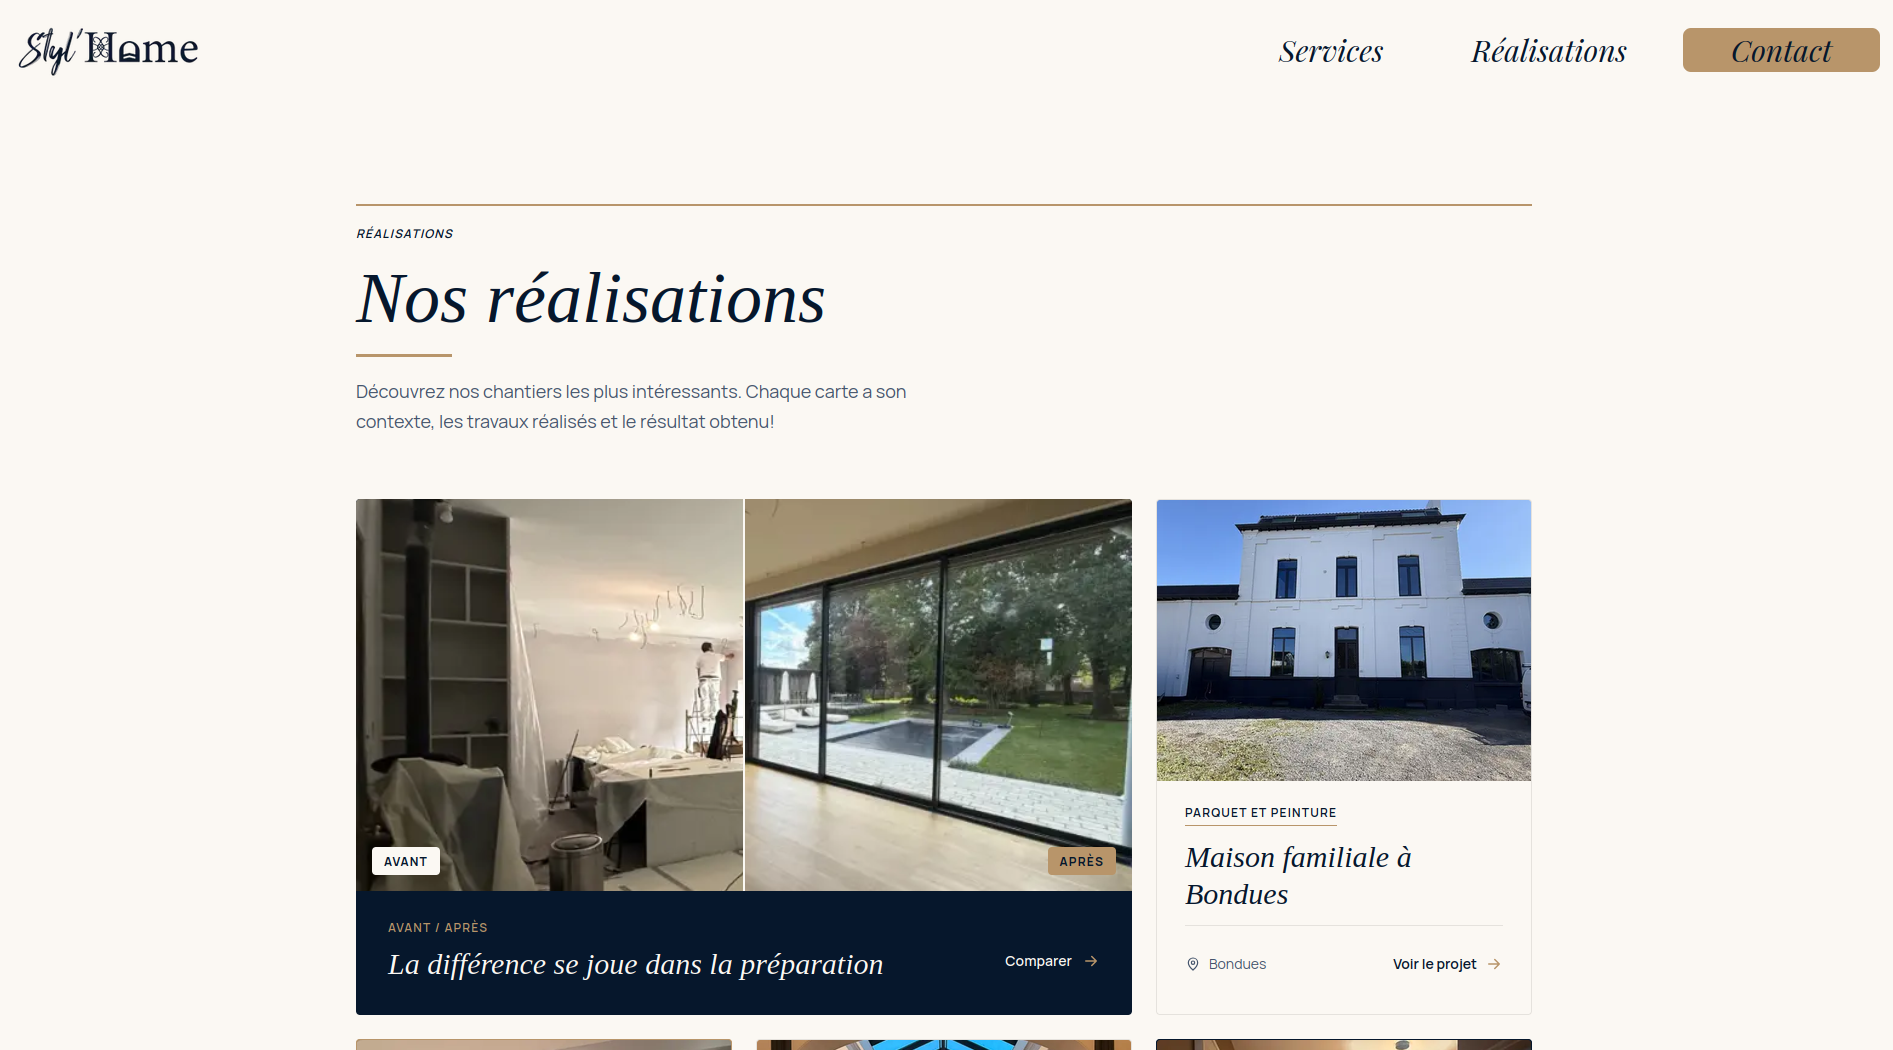 Styl'Home
Services
Réalisations
Contact
RÉALISATIONS
Nos réalisations
Découvrez nos chantiers les plus intéressants. Chaque carte a son
contexte, les travaux réalisés et le résultat obtenu!
AVANT
APRÈS
AVANT / APRÈS
La différence se joue dans la préparation
Comparer
PARQUET ET PEINTURE
Maison familiale à
Bondues
Bondues
Voir le projet